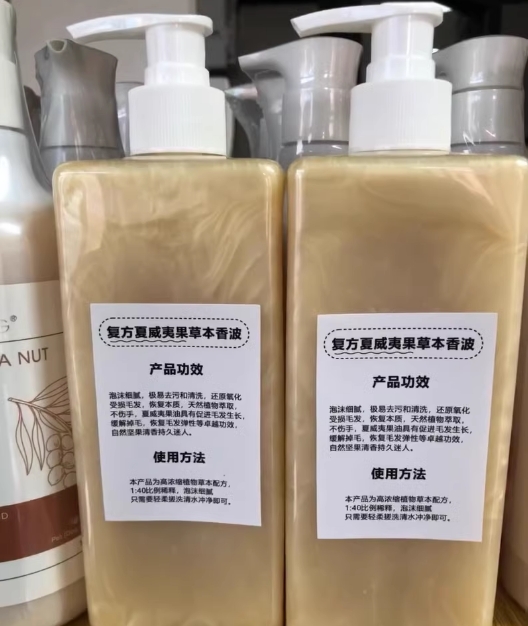 A NUT
复方夏威夷果草本香波
产品功效
泡沫细腻，极易去污和清洗，还原氧化
受损毛发，恢复本质，天然植物萃取，
不伤手，夏威夷果油具有促进毛发生长，
缓解掉毛，恢复毛发弹性等卓越功效，
自然坚果清香持久迷人。
使用方法
本产品为高浓缩植物草本配方，
1:40比例稀释，泡沫细腻
只需要轻柔搓洗清水冲净即可。
复方夏威夷果草本香波
产品功效
泡沫细腻，极易去污和清洗，还原氧化
受损毛发，恢复本质，天然植物萃取，
不伤手，夏威夷果油具有促进毛发生长，
缓解掉毛，恢复毛发弹性等卓越功效，
自然坚果清香持久迷人。
使用方法
本产品为高浓缩植物草本配方，
1:40比例稀释，泡沫细腻
只需要轻柔搓洗清水冲净即可。